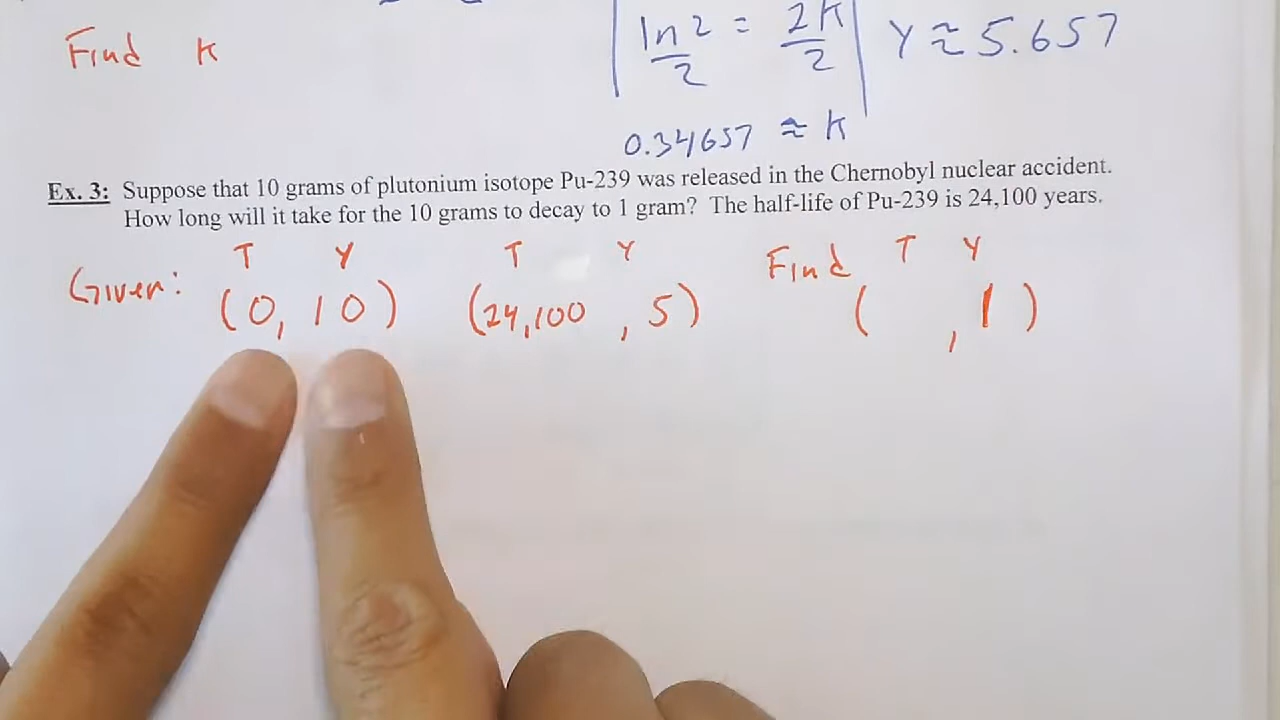 Find K
ln2 = 2K
2 2
Y ≈ 5.657
0.34657 ≈ K
Ex. 3: Suppose that 10 grams of plutonium isotope Pu-239 was released in the Chernobyl nuclear accident.
How long will it take for the 10 grams to decay to 1 gram? The half-life of Pu-239 is 24,100 years.
T Y T Y Find T Y
Given: (0, 10) (24,100 , 5) ( , 1)